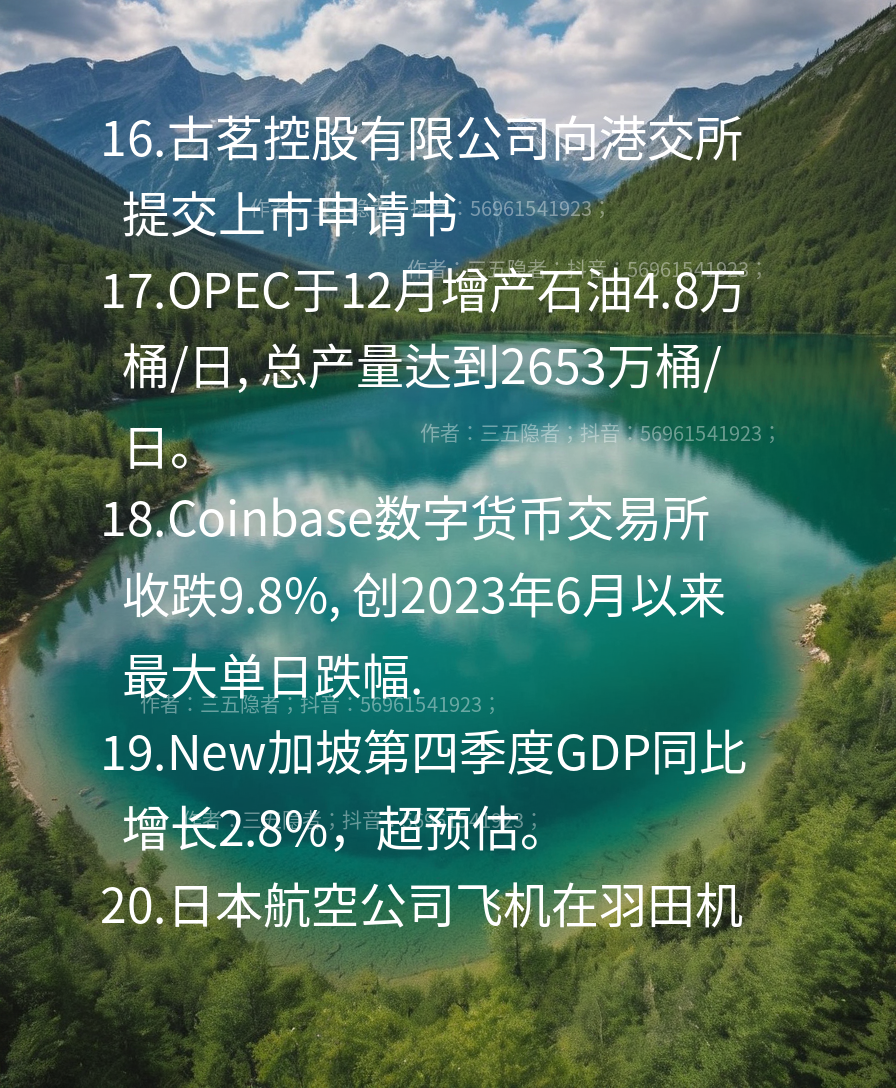 16.古茗控股有限公司向港交所
提交上市申请书
作者：三五隐者；抖音：56961541923；
作者：三五隐者；抖音：56961541923；
17.OPEC于12月增产石油4.8万
桶/日, 总产量达到2653万桶/
日。
作者：三五隐者；抖音：56961541923；
18.Coinbase数字货币交易所
收跌9.8%, 创2023年6月以来
最大单日跌幅.
作者：三五隐者；抖音：56961541923；
19.New加坡第四季度GDP同比
增长2.8%，超预估。
作者：三五隐者；抖音：56961541923；
20.日本航空公司飞机在羽田机